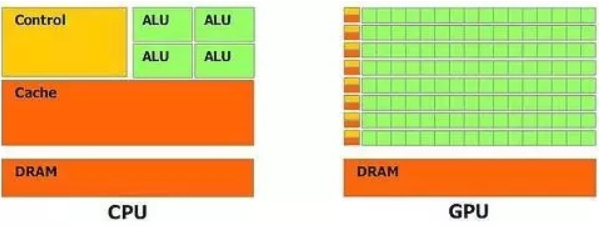 Control
ALU ALU
ALU ALU
Cache
DRAM
CPU
DRAM
GPU